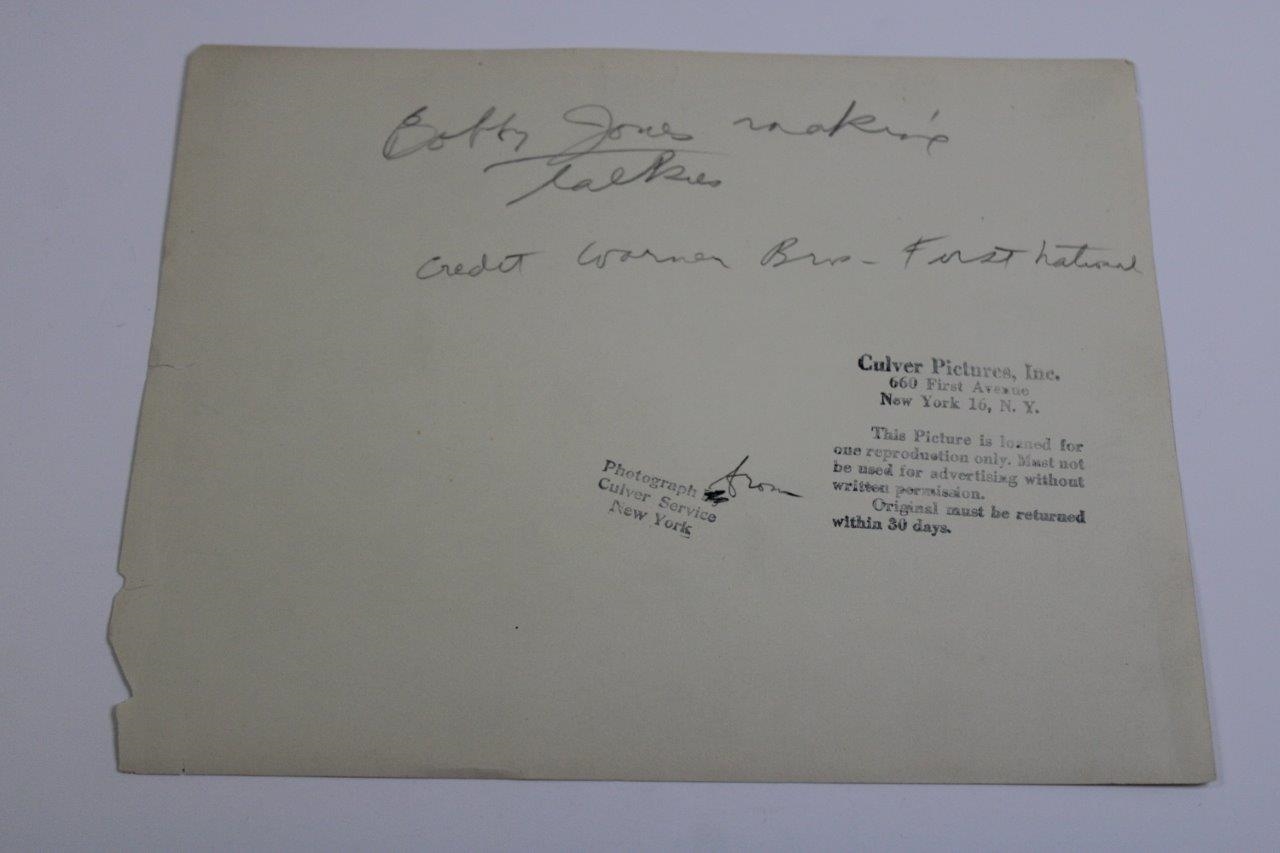 Bobby Jones making
talkies
Credit Warner Bros - First National
Culver Pictures, Inc.
660 First Avenue
New York 16, N. Y.
This Picture is loaned for
one reproduction only. Must not
be used for advertising without
written permission.
Original must be returned
within 30 days.
Photograph from
Culver Service
New York